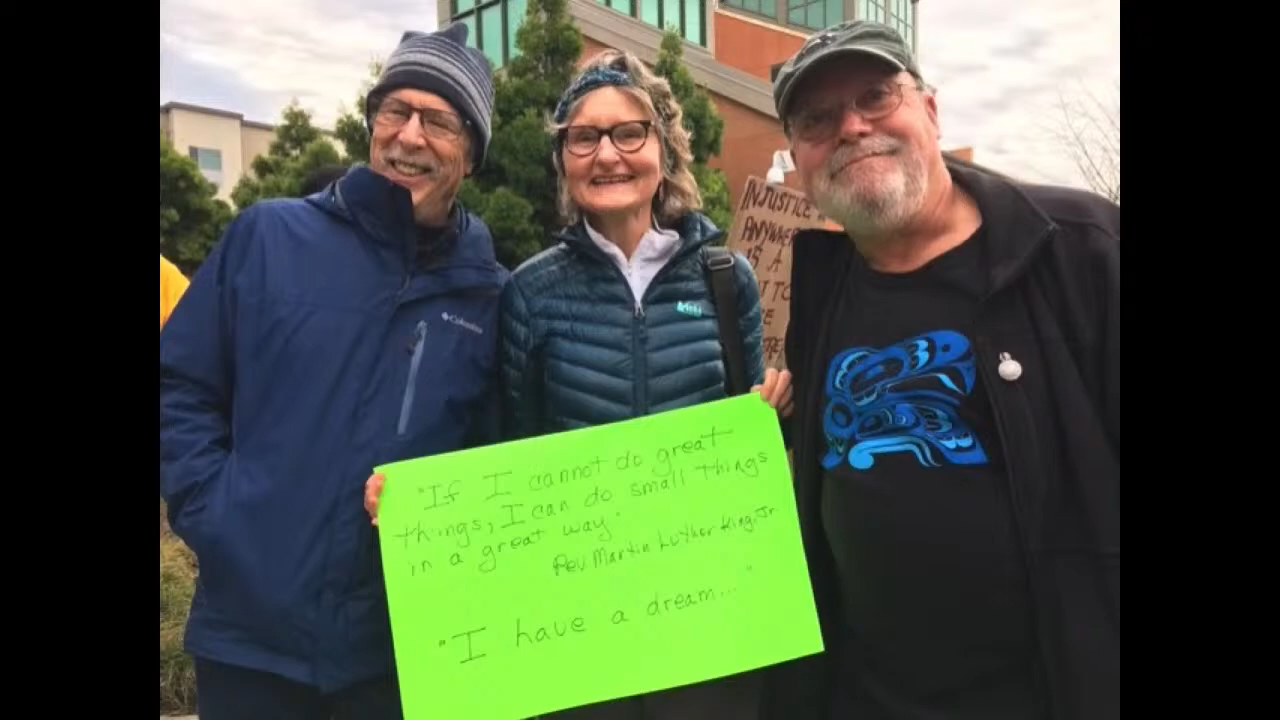 INJUSTICE
ANYWHERE
IS A
TO
Columbia
"If I cannot do great
things, I can do small things
in a great way."
Rev Martin Luther King, Jr.
"I have a dream..."